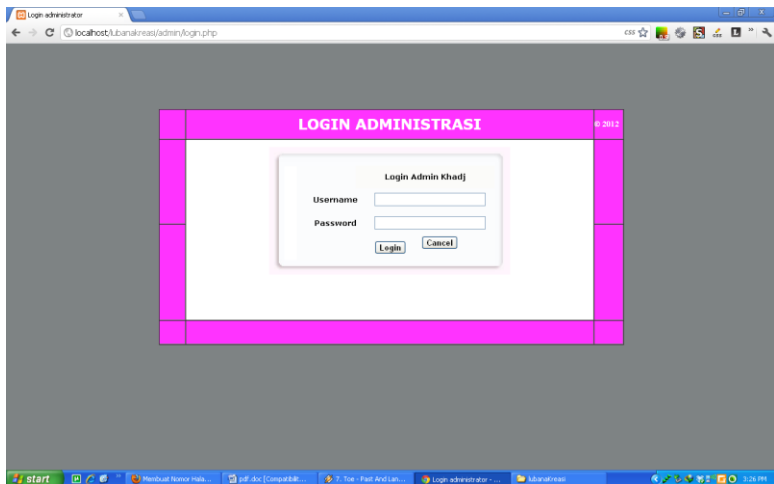 Login administrator
localhost/lubanakreasi/admin/login.php
css
LOGIN ADMINISTRASI
© 2012
Login Admin Khadj
Username
Password
Login
Cancel
start
Membuat Nomor Hala...
pdf.doc [Compatibilit...
7. Toe - Past And Lan...
Login administrator - ...
lubanakreasi
3:26 PM